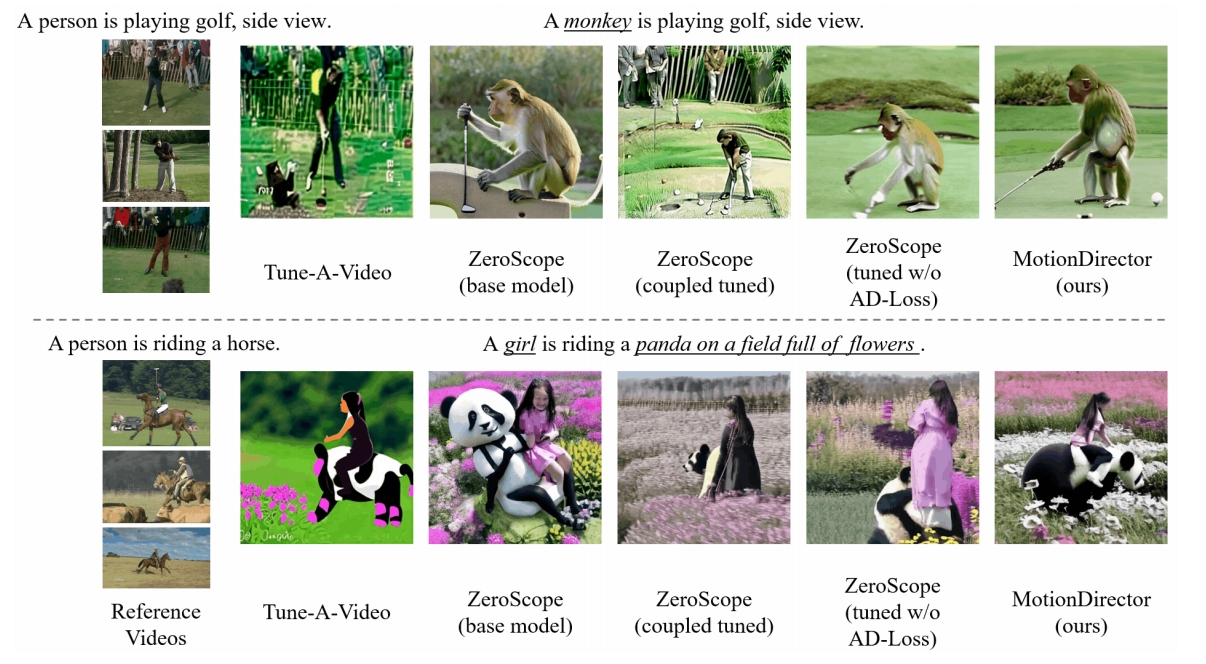 A person is playing golf, side view.
A monkey is playing golf, side view.
Tune-A-Video
ZeroScope
(base model)
ZeroScope
(coupled tuned)
ZeroScope
(tuned w/o
AD-Loss)
MotionDirector
(ours)
A person is riding a horse.
A girl is riding a panda on a field full of flowers .
Reference
Videos
Tune-A-Video
ZeroScope
(base model)
ZeroScope
(coupled tuned)
ZeroScope
(tuned w/o
AD-Loss)
MotionDirector
(ours)